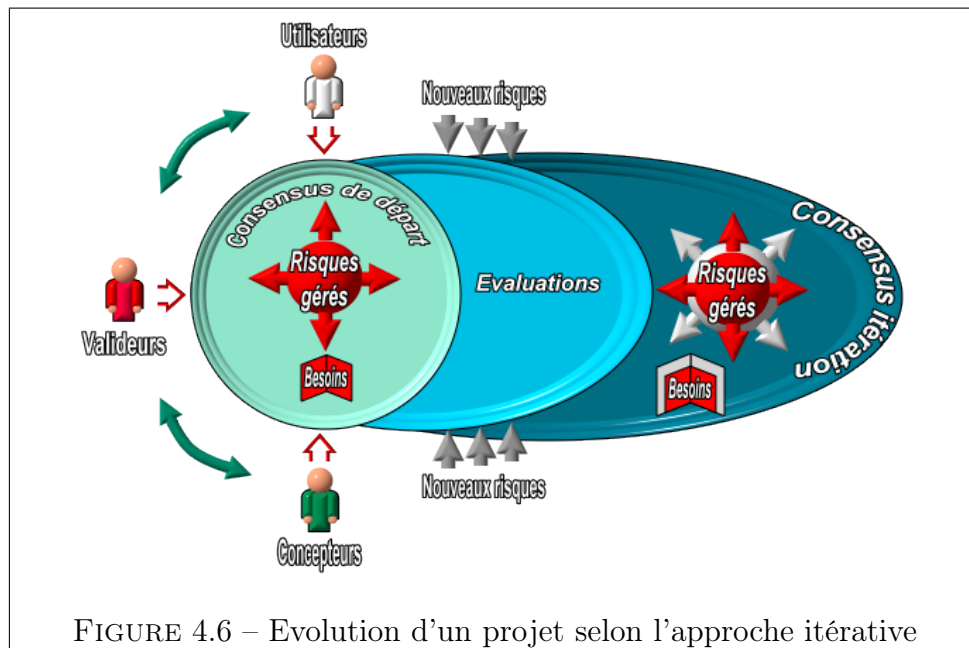 Utilisateurs
Nouveaux risques
Consensus de départ
Risques
gérés
Besoins
Evaluations
Consensus itération
Risques
gérés
Besoins
Valideurs
Nouveaux risques
Concepteurs
FIGURE 4.6 – Evolution d'un projet selon l'approche itérative